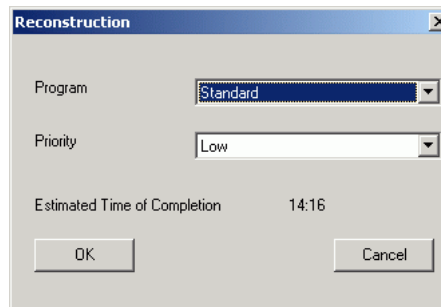 Reconstruction
Program Standard
Priority Low
Estimated Time of Completion 14:16
OK Cancel